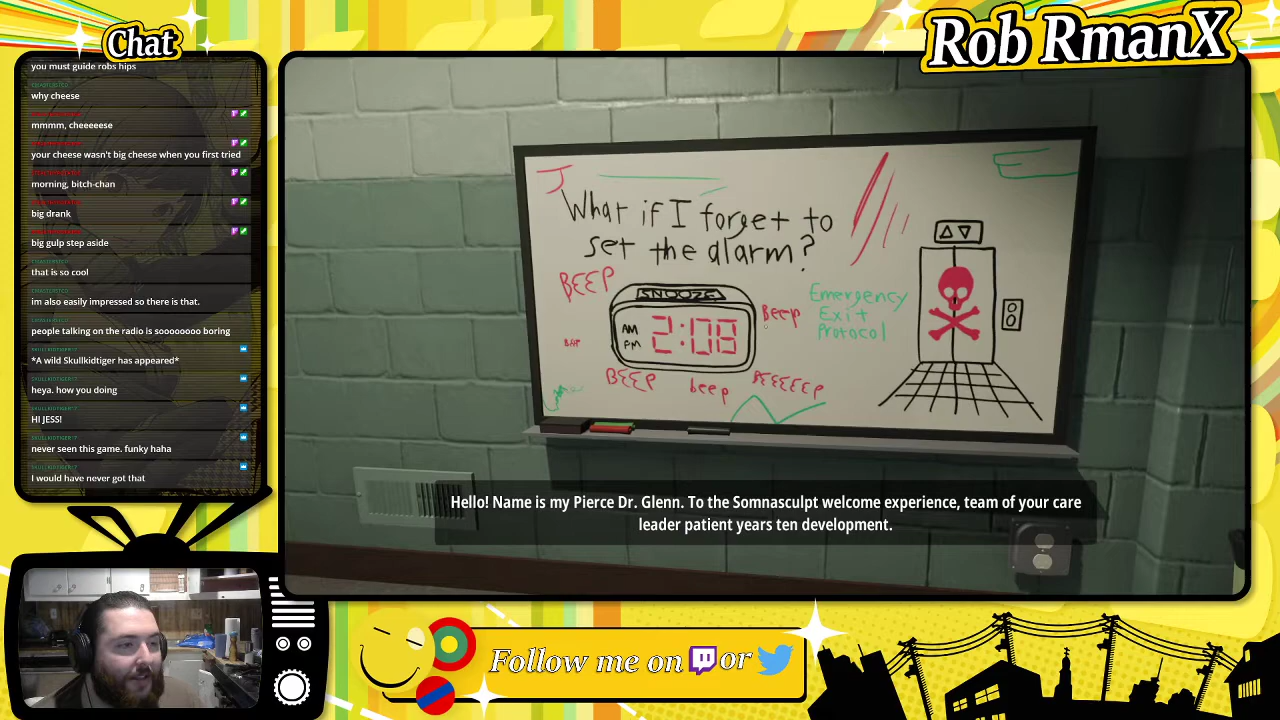 Chat
Rob RmanX
you must guide robs hips
why cheese
mmmm, cheeeeese
your cheese wasn't big cheese when you first tried
morning, bitch-chan
big drank
big gulp step aside
that is so cool
im also easily impressed so there is that.
people talking on the radio is sooooooo boring
*A wild Skullkidtiger has appeared*
heya. how you doing
HI JESS!
never seen this game. funky haha
I would have never got that
What if I forget to
set the alarm?
BEEP
SNOOZE
AM
PM
2:08
Beep
BEEP
beep
BEEEEEP
Emergency
Exit
Protocol
Hello! Name is my Pierce Dr. Glenn. To the Somnasculpt welcome experience, team of your care
leader patient years ten development.
Follow me on or